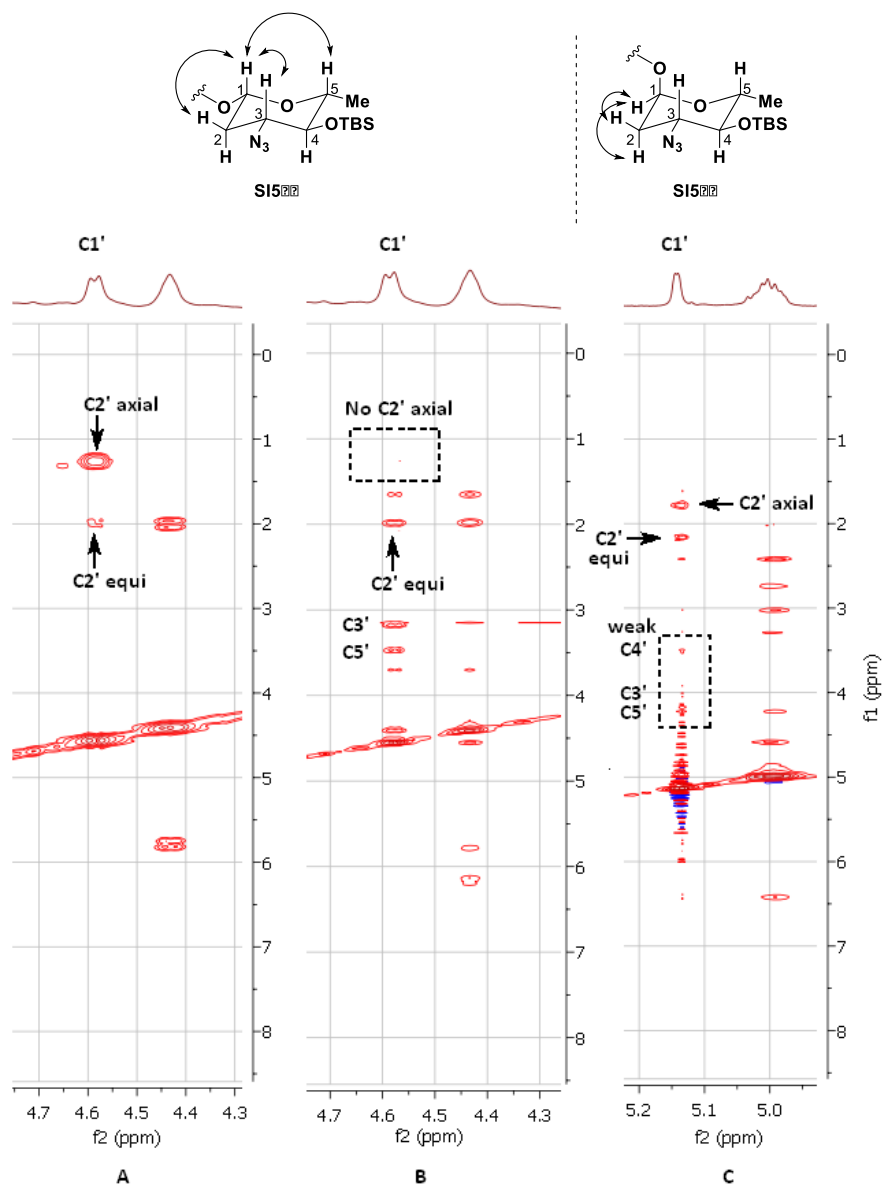 H H H
1 O 5 Me
O 3 OTBS
H
2 N3 4
H H
SI5
O H H
1 O 5 Me
H 3 OTBS
H
2 N3 4
H H
SI5
C1' C1' C1'
C2' axial
C2' equi
0
1
2
3
4
5
6
7
8
4.7 4.6 4.5 4.4 4.3
f2 (ppm)
A
No C2' axial
C2' equi
C3'
C5'
0
1
2
3
4
5
6
7
8
4.7 4.6 4.5 4.4 4.3
f2 (ppm)
B
C2' axial
C2'
equi
weak
C4'
C3'
C5'
0
1
2
3
4
5
6
7
8
f1 (ppm)
5.2 5.1 5.0
f2 (ppm)
C